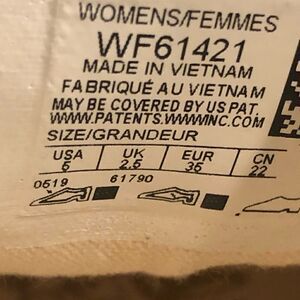 WOMENS/FEMMES
WF61421
MADE IN VIETNAM
FABRIQUÉ AU VIETNAM
MAY BE COVERED BY US PAT.
WWW.PATENTS.WWWINC.COM
SIZE/GRANDEUR
USA UK EUR CN
5 2.5 35 22
0519 61790